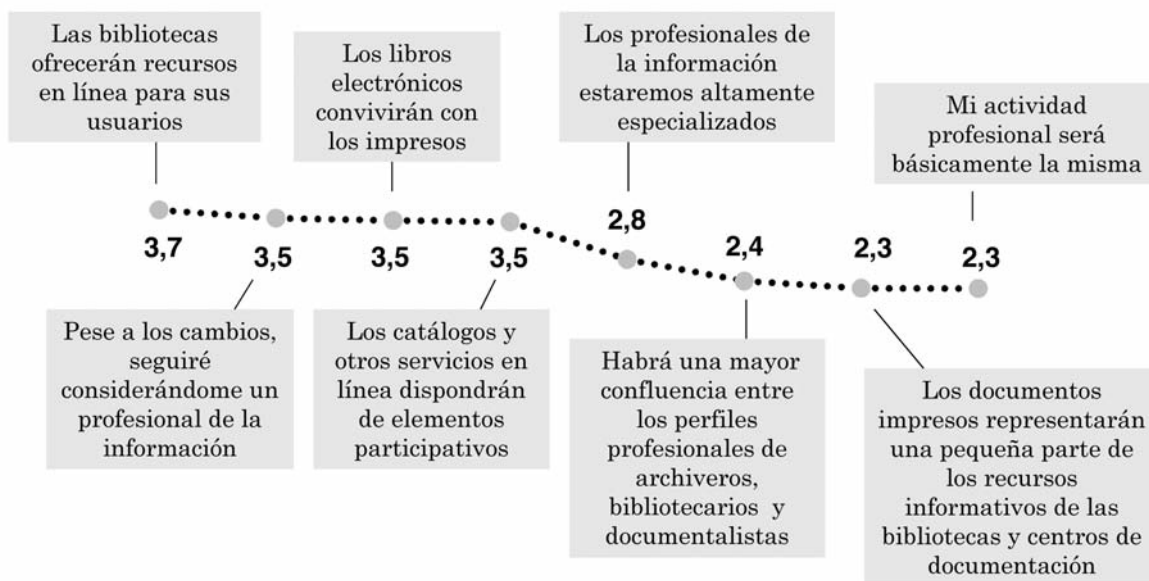 Las bibliotecas
ofrecerán recursos
en línea para sus
usuarios
Los libros
electrónicos
convivirán con
los impresos
Los profesionales de
la información
estaremos altamente
especializados
Mi actividad
profesional será
básicamente la misma
3,7
3,5
3,5
3,5
2,8
2,4
2,3
2,3
Pese a los cambios,
seguiré
considerándome un
profesional de la
información
Los catálogos y
otros servicios en
línea dispondrán
de elementos
participativos
Habrá una mayor
confluencia entre
los perfiles
profesionales de
archiveros,
bibliotecarios y
documentalistas
Los documentos
impresos representarán
una pequeña parte de
los recursos
informativos de las
bibliotecas y centros de
documentación